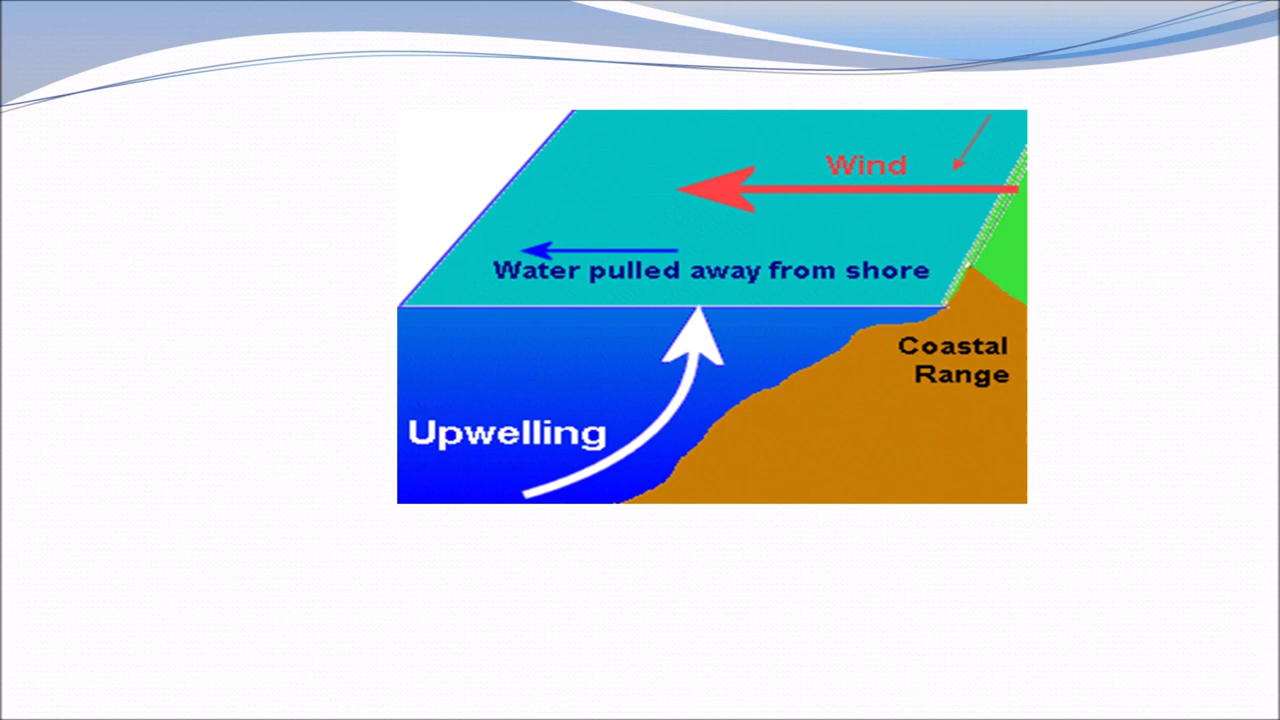 Wind
Water pulled away from shore
Coastal
Range
Upwelling